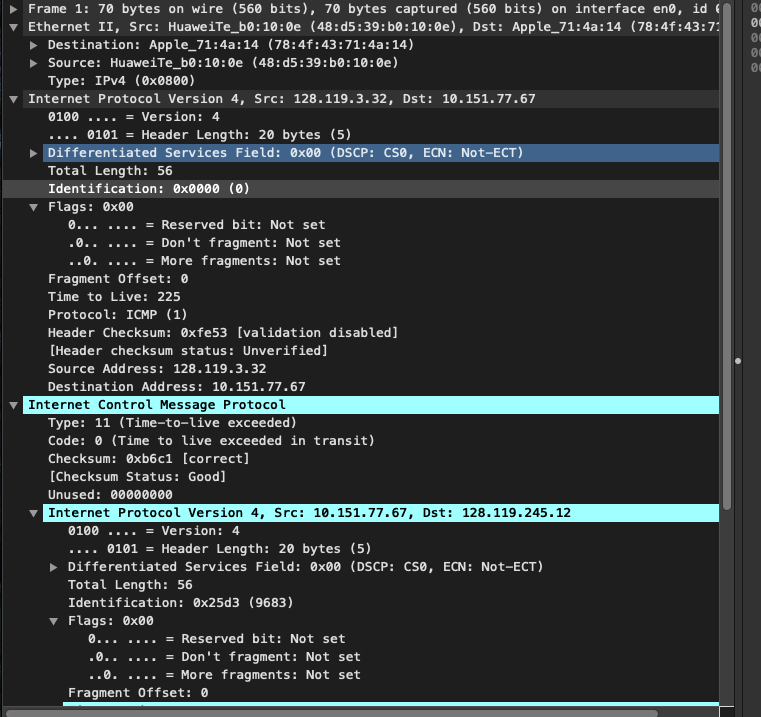 Frame 1: 70 bytes on wire (560 bits), 70 bytes captured (560 bits) on interface en0, id
Ethernet II, Src: HuaweiTe_b0:10:0e (48:d5:39:b0:10:0e), Dst: Apple_71:4a:14 (78:4f:43:71
Destination: Apple_71:4a:14 (78:4f:43:71:4a:14)
Source: HuaweiTe_b0:10:0e (48:d5:39:b0:10:0e)
Type: IPv4 (0x0800)
Internet Protocol Version 4, Src: 128.119.3.32, Dst: 10.151.77.67
0100 .... = Version: 4
.... 0101 = Header Length: 20 bytes (5)
Differentiated Services Field: 0x00 (DSCP: CS0, ECN: Not-ECT)
Total Length: 56
Identification: 0x0000 (0)
Flags: 0x00
0... .... = Reserved bit: Not set
.0.. .... = Don't fragment: Not set
..0. .... = More fragments: Not set
Fragment Offset: 0
Time to Live: 225
Protocol: ICMP (1)
Header Checksum: 0xfe53 [validation disabled]
[Header checksum status: Unverified]
Source Address: 128.119.3.32
Destination Address: 10.151.77.67
Internet Control Message Protocol
Type: 11 (Time-to-live exceeded)
Code: 0 (Time to live exceeded in transit)
Checksum: 0xb6c1 [correct]
[Checksum Status: Good]
Unused: 00000000
Internet Protocol Version 4, Src: 10.151.77.67, Dst: 128.119.245.12
0100 .... = Version: 4
.... 0101 = Header Length: 20 bytes (5)
Differentiated Services Field: 0x00 (DSCP: CS0, ECN: Not-ECT)
Total Length: 56
Identification: 0x25d3 (9683)
Flags: 0x00
0... .... = Reserved bit: Not set
.0.. .... = Don't fragment: Not set
..0. .... = More fragments: Not set
Fragment Offset: 0